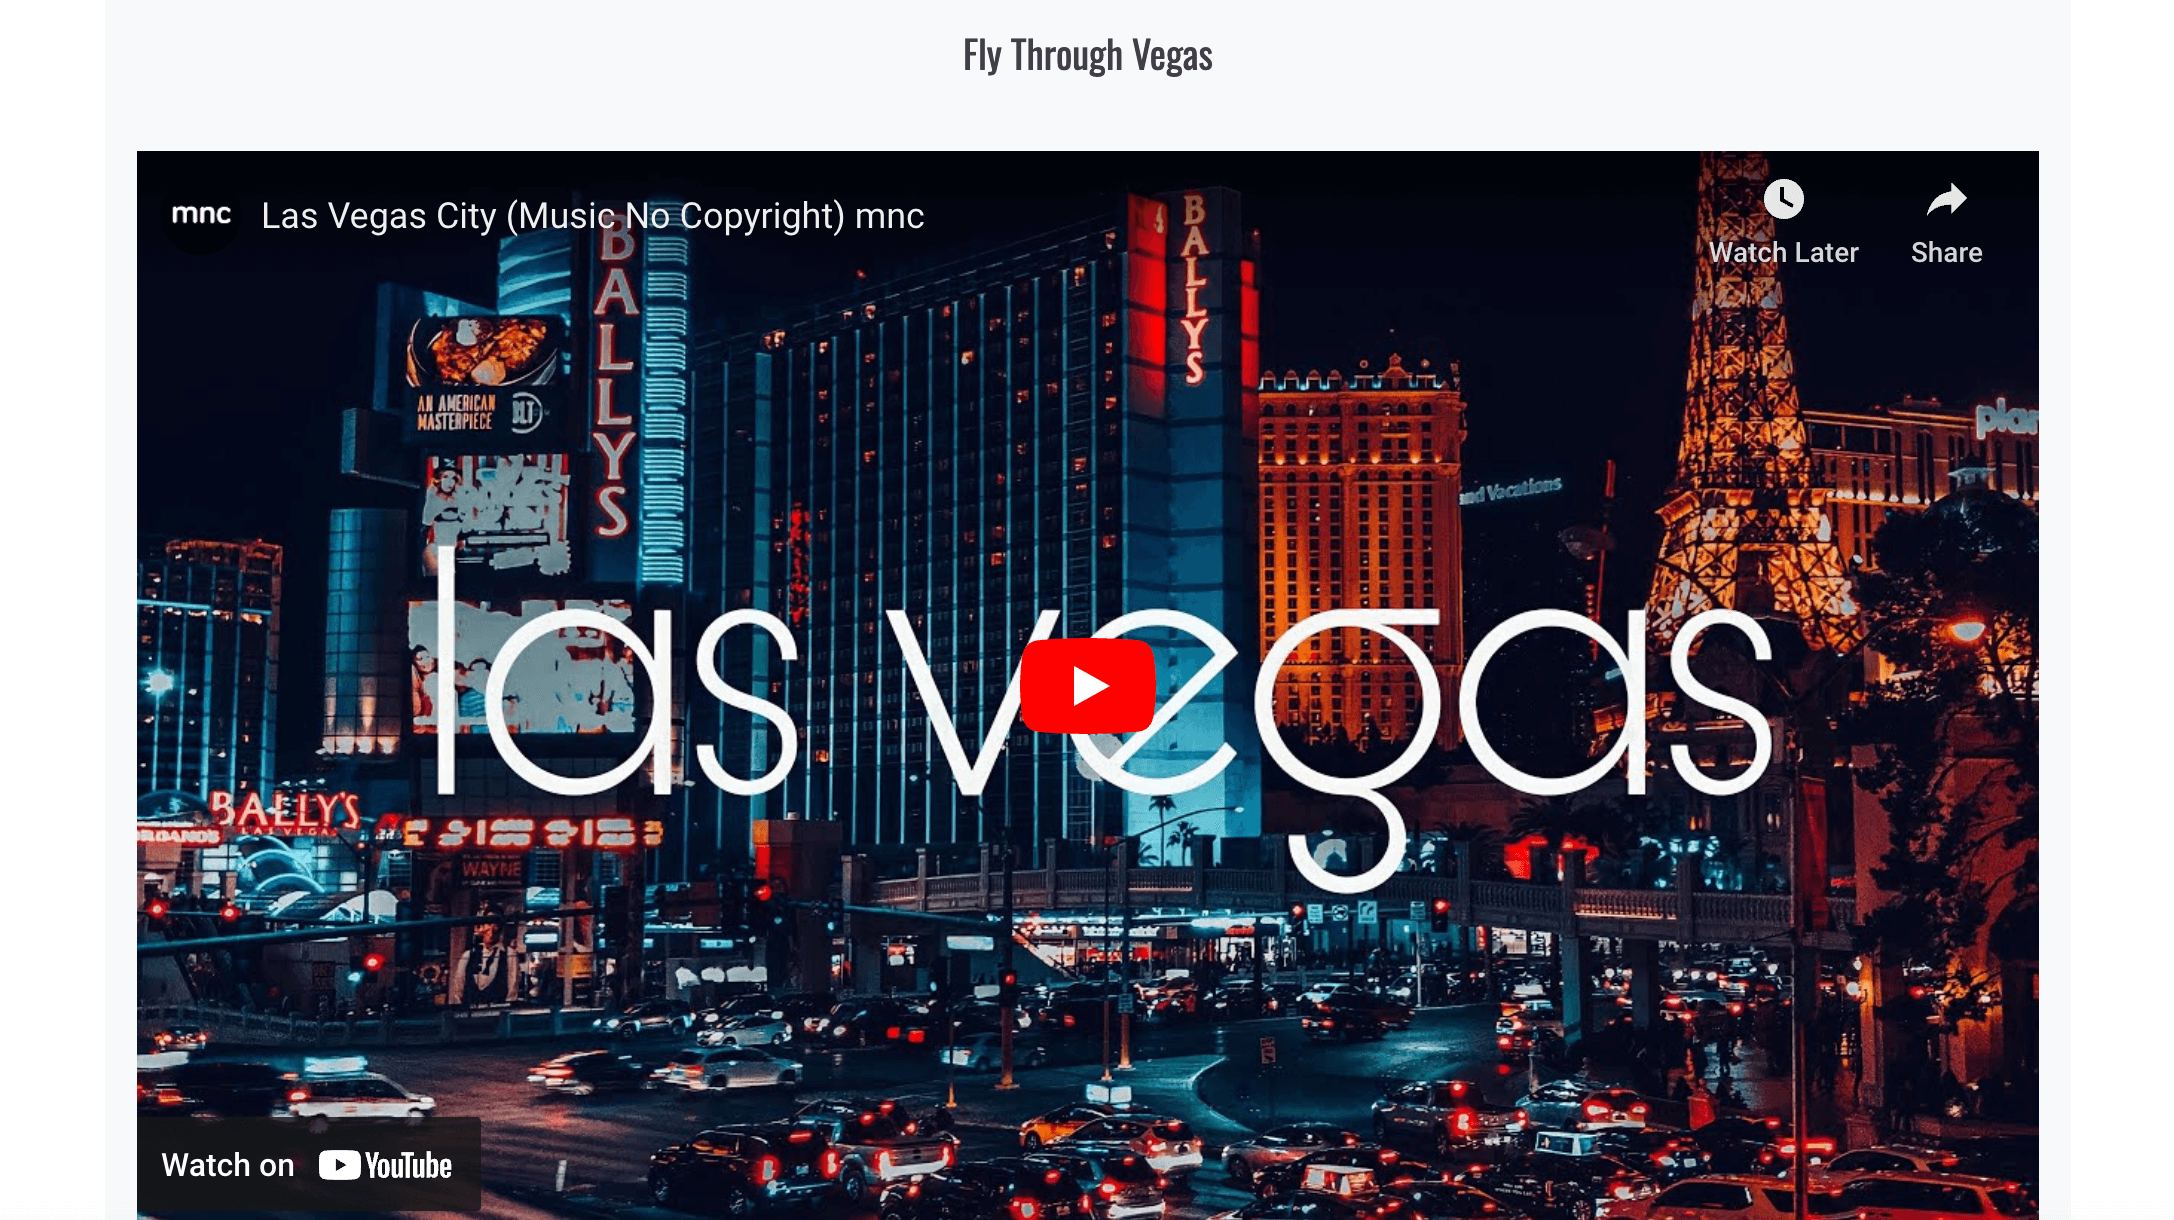 Fly Through Vegas
mnc
Las Vegas City (Music No Copyright) mnc
Watch Later
Share
BALLYS
BALLYS
AN AMERICAN
MASTERPIECE
BLT
plan
and Vacations
las vegas
BALLY'S
LAS VEGAS
WAYNE
Watch on YouTube